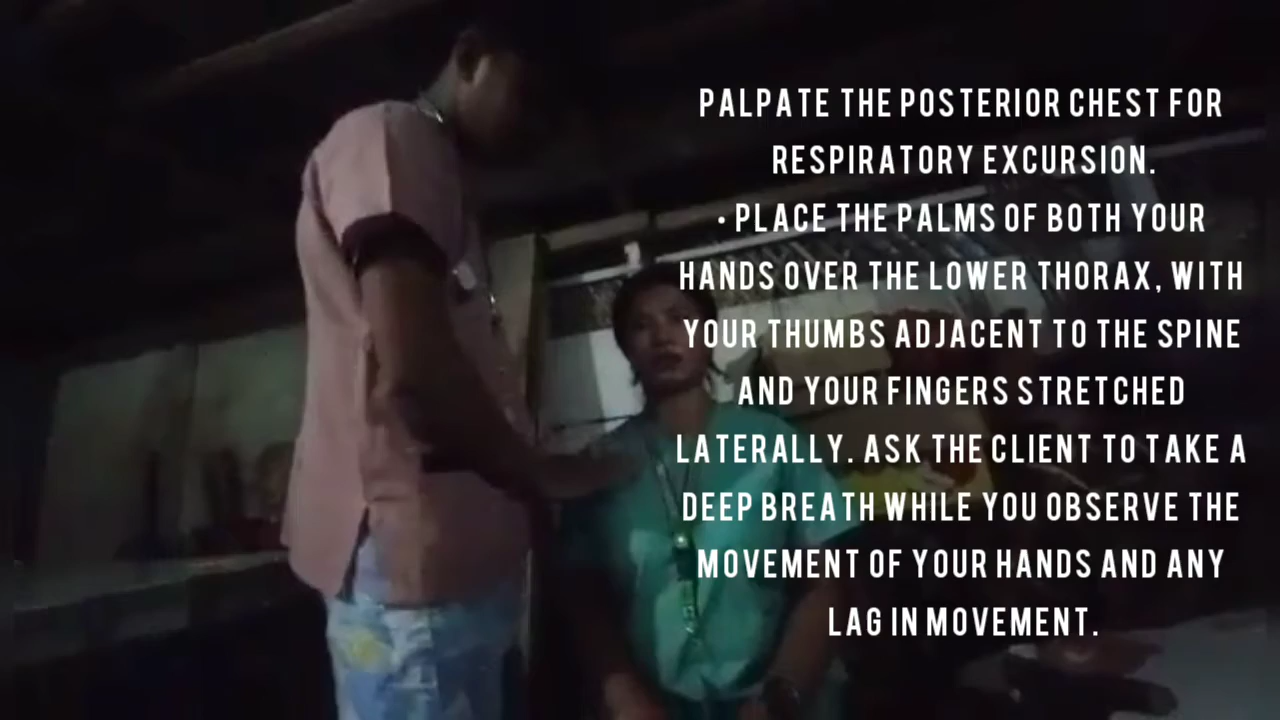 PALPATE THE POSTERIOR CHEST FOR
RESPIRATORY EXCURSION.
• PLACE THE PALMS OF BOTH YOUR
HANDS OVER THE LOWER THORAX, WITH
YOUR THUMBS ADJACENT TO THE SPINE
AND YOUR FINGERS STRETCHED
LATERALLY. ASK THE CLIENT TO TAKE A
DEEP BREATH WHILE YOU OBSERVE THE
MOVEMENT OF YOUR HANDS AND ANY
LAG IN MOVEMENT.